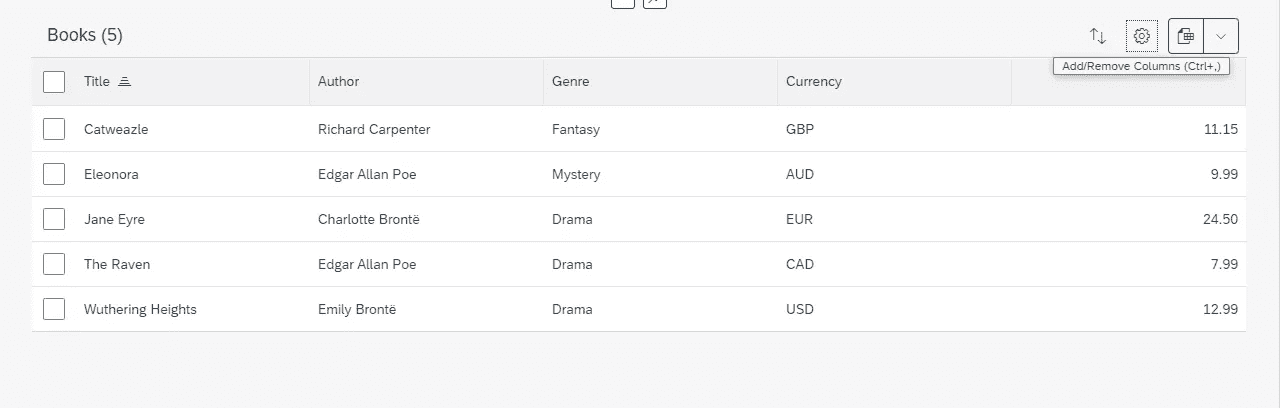 Books (5)
Add/Remove Columns (Ctrl+,)
Title Author Genre Currency
Catweazle Richard Carpenter Fantasy GBP 11.15
Eleonora Edgar Allan Poe Mystery AUD 9.99
Jane Eyre Charlotte Brontë Drama EUR 24.50
The Raven Edgar Allan Poe Drama CAD 7.99
Wuthering Heights Emily Brontë Drama USD 12.99